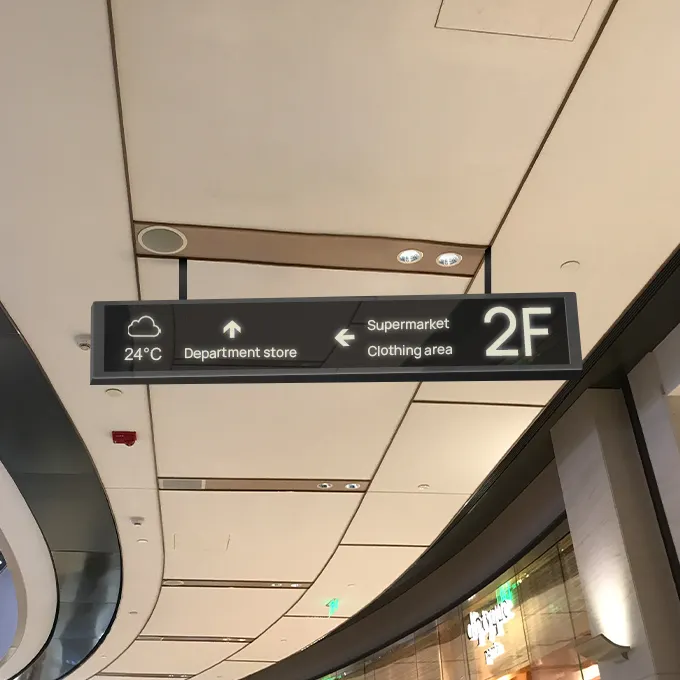 24°C
Department store
Supermarket
Clothing area
2F